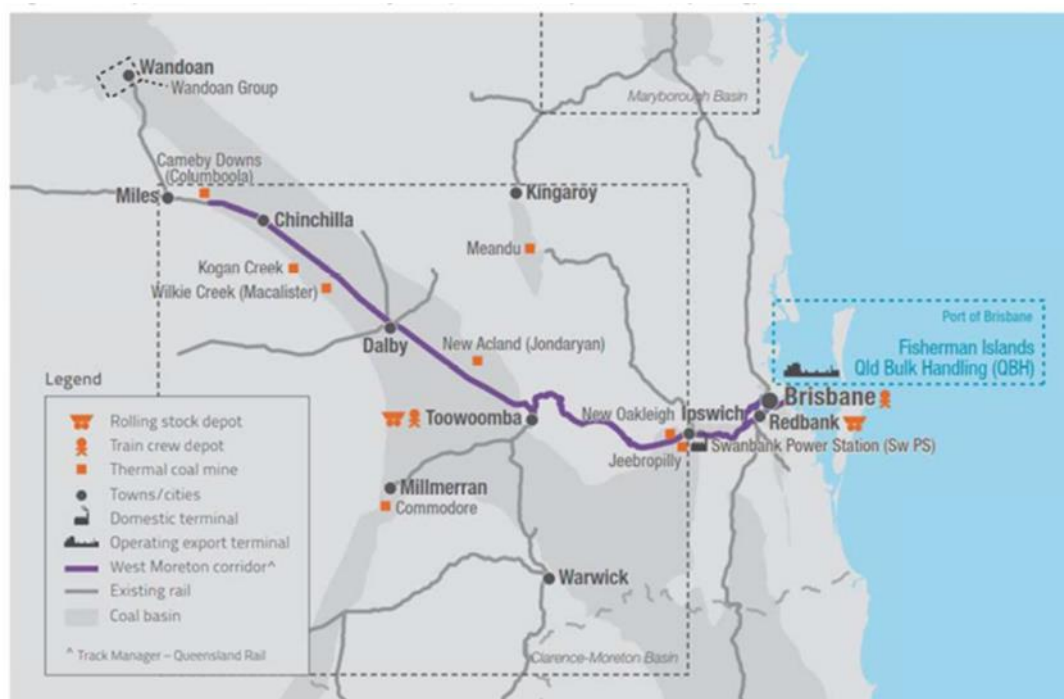 Wandoan
Wandoan Group
Maryborough Basin
Cameby Downs
(Columboola)
Miles
Kingaroy
Chinchilla
Meandu
Kogan Creek
Wilkie Creek (Macalister)
Port of Brisbane
Fisherman Islands
Qld Bulk Handling (QBH)
Dalby
New Acland (Jondaryan)
Brisbane
Toowoomba
New Oakleigh
Ipswich
Redbank
Swanbank Power Station (Sw PS)
Jeebropilly
Millmerran
Commodore
Warwick
Clarence-Moreton Basin
Legend
Rolling stock depot
Train crew depot
Thermal coal mine
Towns/cities
Domestic terminal
Operating export terminal
West Moreton corridor^
Existing rail
Coal basin
^ Track Manager – Queensland Rail